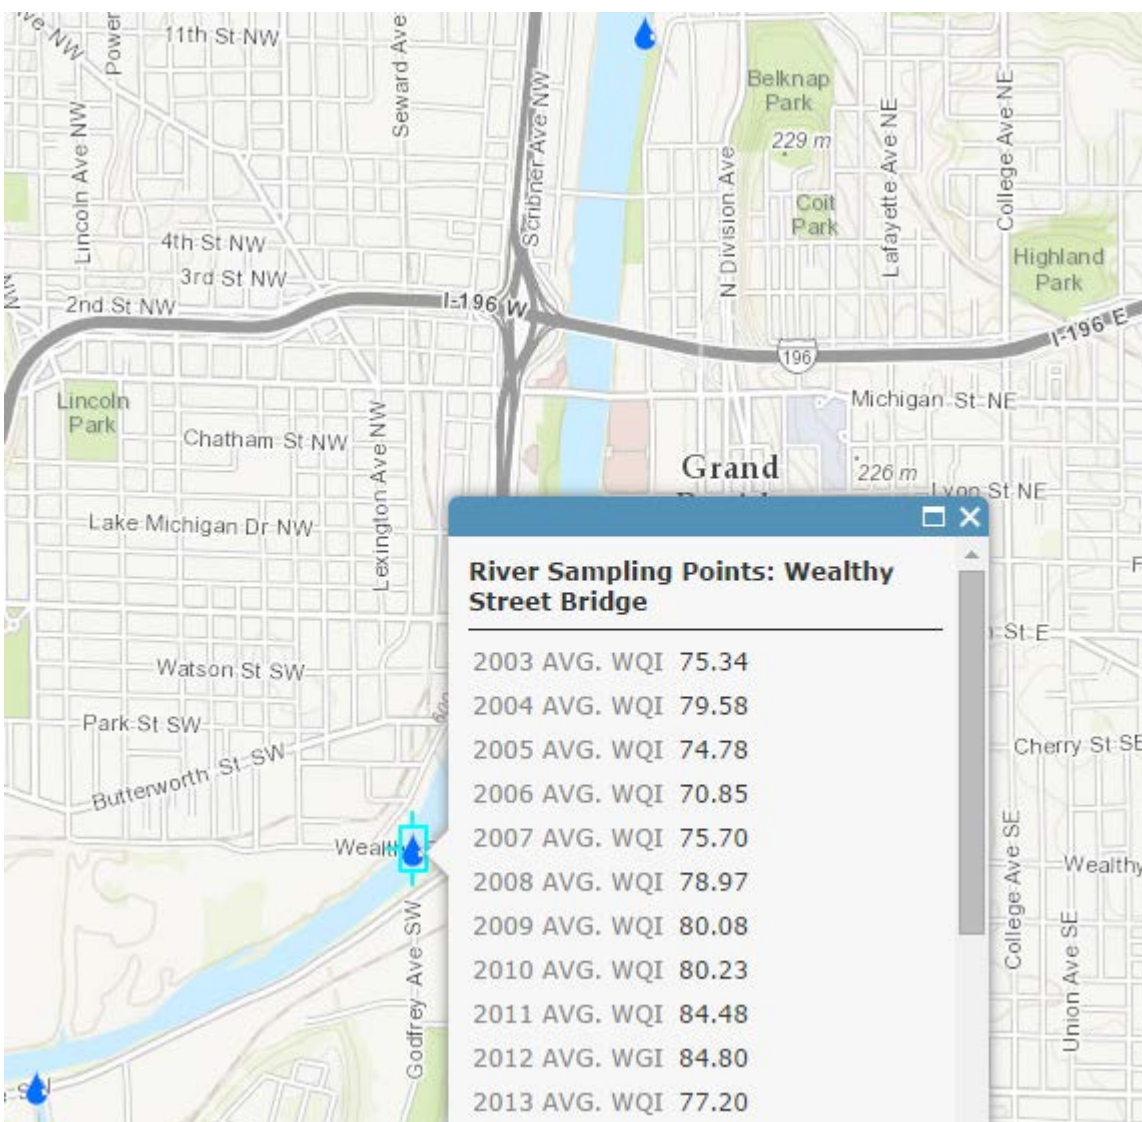 ve NW
Power
11th St NW
Seward Ave
Scribner Ave NW
Belknap
Park
229 m
Lincoln Ave NW
N Division Ave
Lafayette Ave NE
College Ave NE
Coit
Park
4th St NW
3rd St NW
2nd St NW
NW
I-196 W
Highland
Park
I-196 E
196
Lincoln
Park
Chatham St NW
Lexington Ave NW
Michigan St NE
Grand
226 m
Lyon St NE
Lake Michigan Dr NW
River Sampling Points: Wealthy
Street Bridge
2003 AVG. WQI 75.34
2004 AVG. WQI 79.58
2005 AVG. WQI 74.78
2006 AVG. WQI 70.85
2007 AVG. WQI 75.70
2008 AVG. WQI 78.97
2009 AVG. WQI 80.08
2010 AVG. WQI 80.23
2011 AVG. WQI 84.48
2012 AVG. WGI 84.80
2013 AVG. WQI 77.20
F
St E
Watson St SW
Park St SW
600
Butterworth St SW
Cherry St SE
Wealth
College Ave SE
Wealthy
Godfrey Ave SW
Union Ave SE